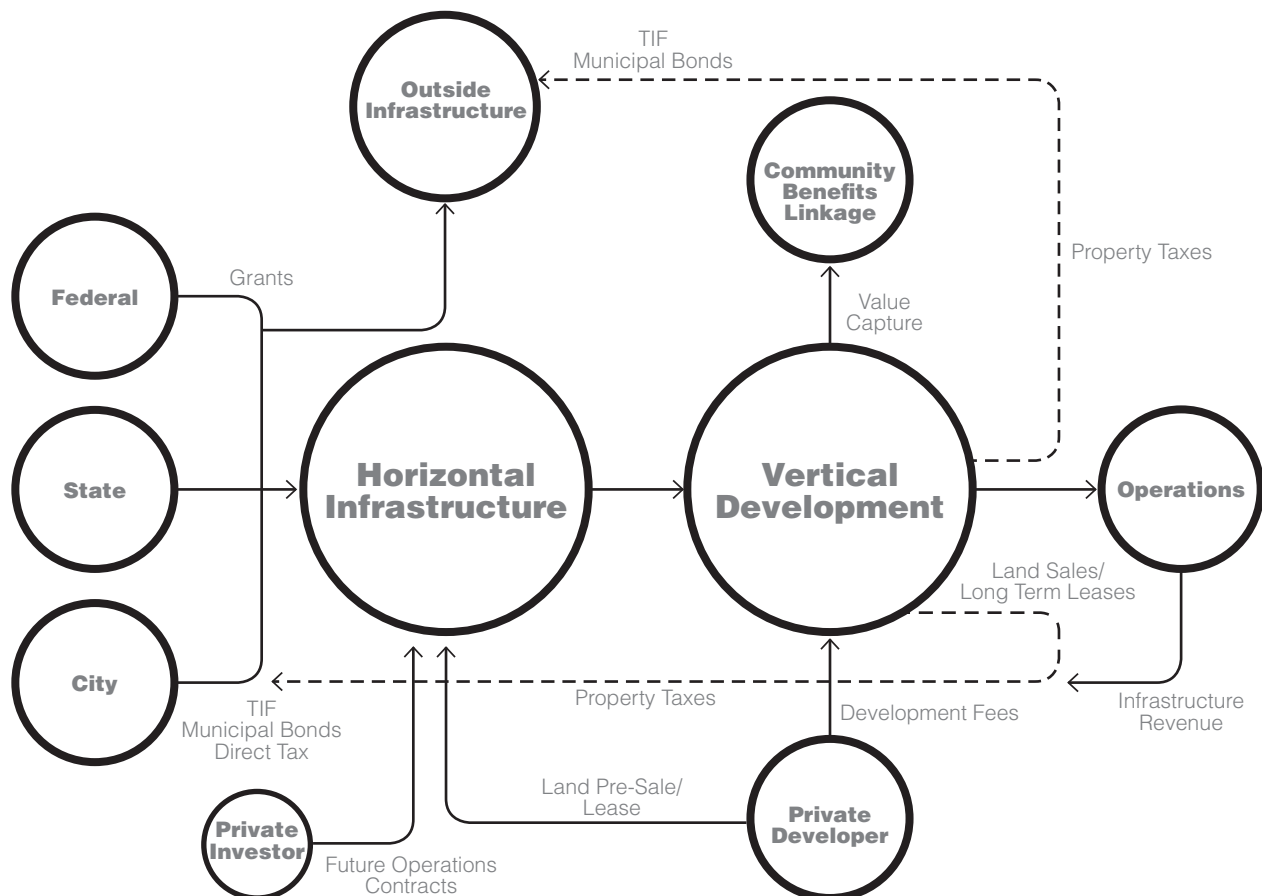 TIF
Municipal Bonds
Outside
Infrastructure
Community
Benefits
Linkage
Property Taxes
Grants
Federal
Value
Capture
Horizontal
Infrastructure
Vertical
Development
State
Operations
Land Sales/
Long Term Leases
City
TIF
Municipal Bonds
Direct Tax
Property Taxes
Development Fees
Infrastructure
Revenue
Land Pre-Sale/
Lease
Private
Investor
Private
Developer
Future Operations
Contracts